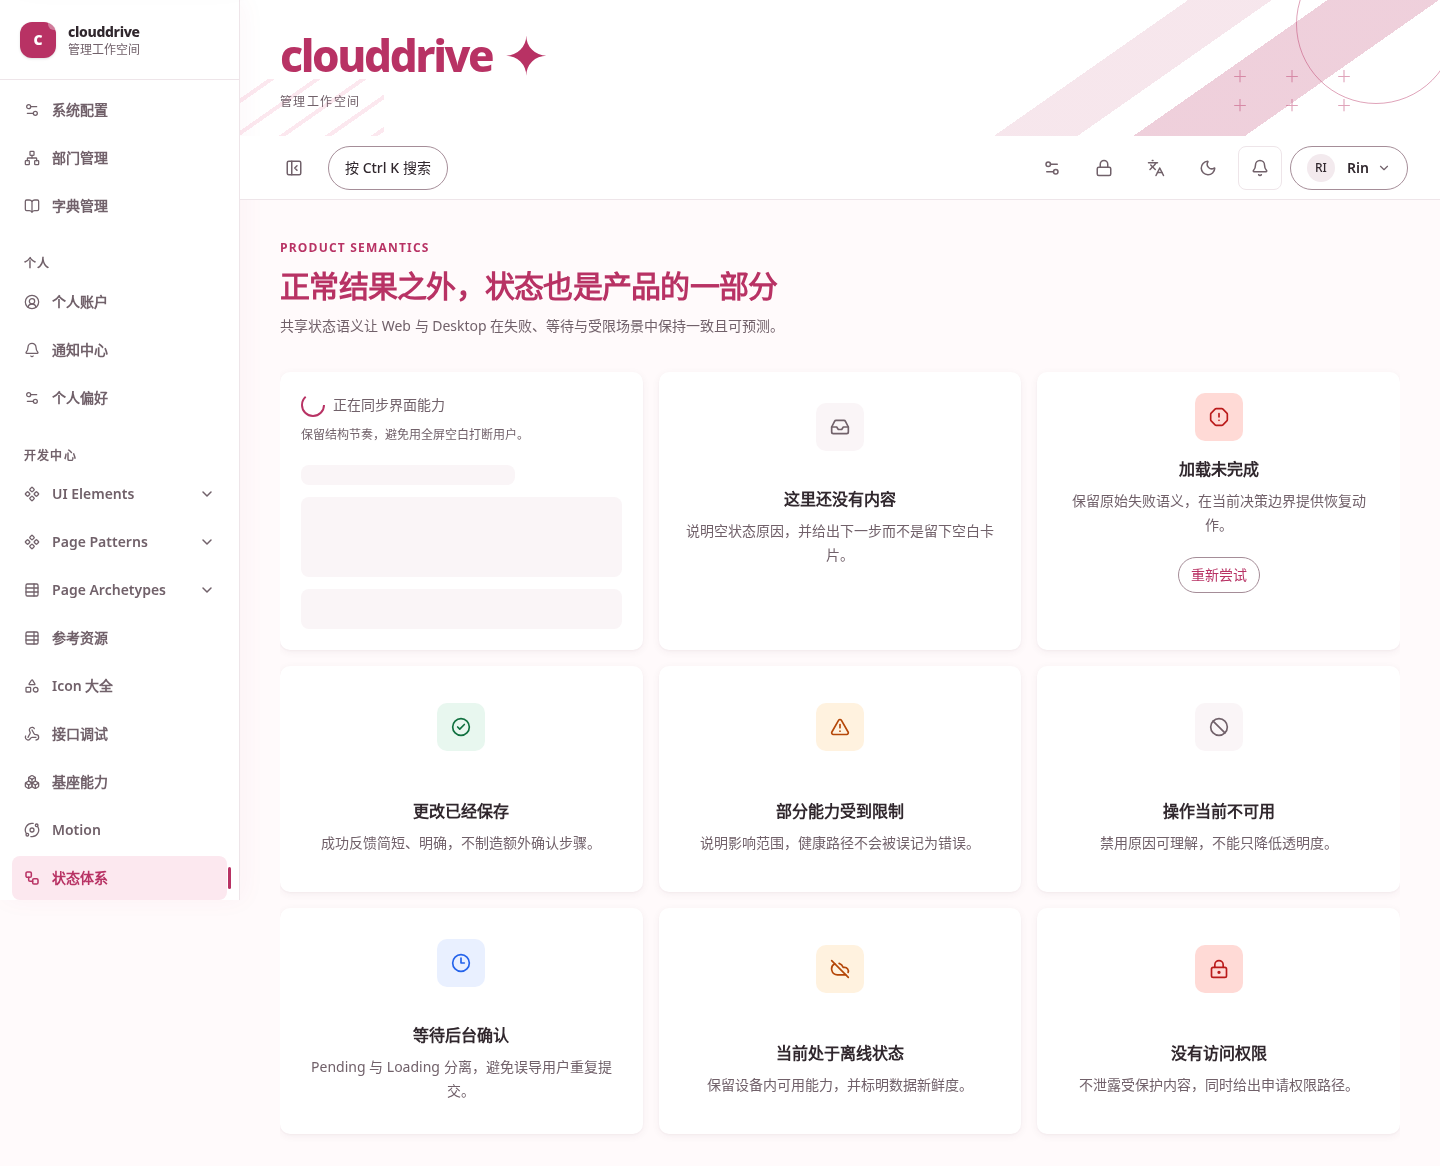 c
clouddrive
管理工作空间
系统配置
部门管理
字典管理
个人
个人账户
通知中心
个人偏好
开发中心
UI Elements
Page Patterns
Page Archetypes
参考资源
Icon 大全
接口调试
基座能力
Motion
状态体系
clouddrive
管理工作空间
按 Ctrl K 搜索
RI
Rin
PRODUCT SEMANTICS
正常结果之外，状态也是产品的一部分
共享状态语义让 Web 与 Desktop 在失败、等待与受限场景中保持一致且可预测。
正在同步界面能力
保留结构节奏，避免用全屏空白打断用户。
这里还没有内容
说明空状态原因，并给出下一步而不是留下空白卡
片。
加载未完成
保留原始失败语义，在当前决策边界提供恢复动
作。
重新尝试
更改已经保存
成功反馈简短、明确，不制造额外确认步骤。
部分能力受到限制
说明影响范围，健康路径不会被误记为错误。
操作当前不可用
禁用原因可理解，不能只降低透明度。
等待后台确认
Pending 与 Loading 分离，避免误导用户重复提
交。
当前处于离线状态
保留设备内可用能力，并标明数据新鲜度。
没有访问权限
不泄露受保护内容，同时给出申请权限路径。